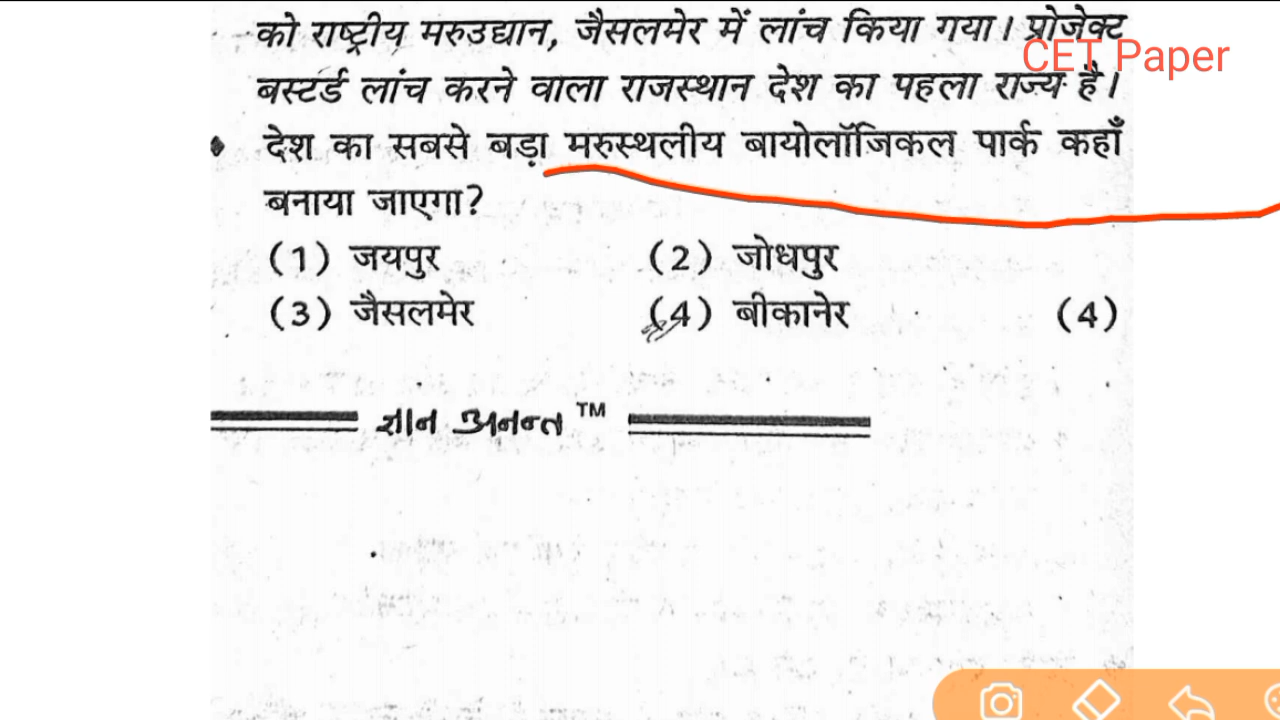 को राष्ट्रीय मरुउद्यान, जैसलमेर में लांच किया गया। प्रोजेक्ट
CET Paper
बस्टर्ड लांच करने वाला राजस्थान देश का पहला राज्य है।
देश का सबसे बड़ा मरुस्थलीय बायोलॉजिकल पार्क कहाँ
बनाया जाएगा?
(1) जयपुर (2) जोधपुर
(3) जैसलमेर (4) बीकानेर (4)
ज्ञान अनन्त TM